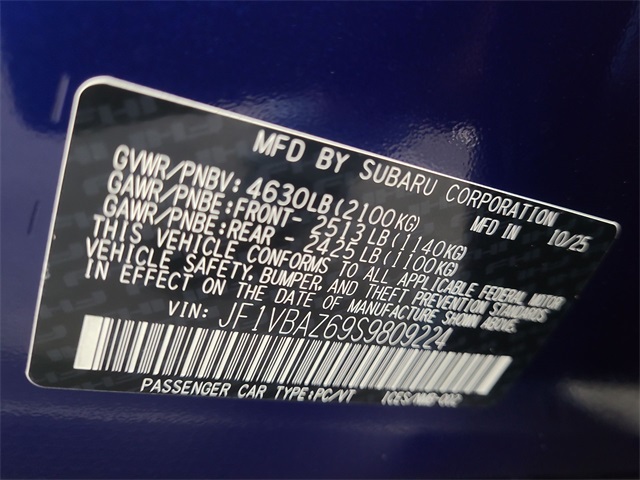 MFD BY SUBARU CORPORATION
GVWR/PNBV: 4630LB(2100KG) MFD IN 10/25
GAWR/PNBE:FRONT- 2513LB(1140KG)
GAWR/PNBE:REAR - 2425LB(1100KG)
THIS VEHICLE CONFORMS TO ALL APPLICABLE FEDERAL MOTOR
VEHICLE SAFETY, BUMPER AND THEFT PREVENTION STANDARDS
IN EFFECT ON THE DATE OF MANUFACTURE SHOWN ABOVE.
VIN: JF1VBAZ69S9809224
PASSENGER CAR TYPE:PC/VT